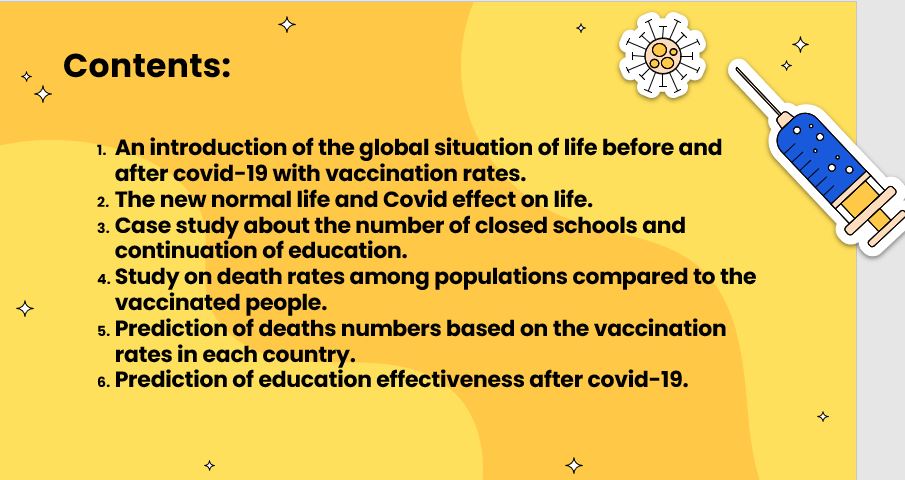 Contents:
1. An introduction of the global situation of life before and
after covid-19 with vaccination rates.
2. The new normal life and Covid effect on life.
3. Case study about the number of closed schools and
continuation of education.
4. Study on death rates among populations compared to the
vaccinated people.
5. Prediction of deaths numbers based on the vaccination
rates in each country.
6. Prediction of education effectiveness after covid-19.